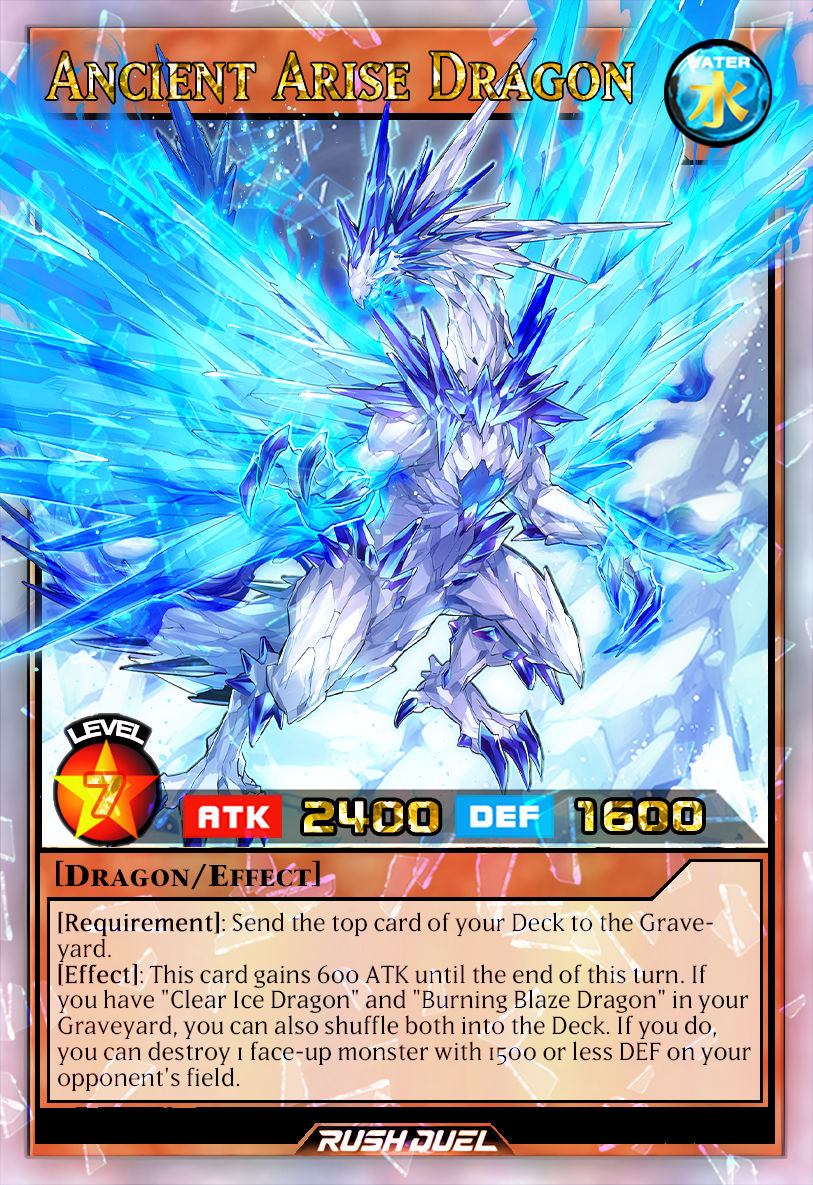 Ancient Arise Dragon
WATER
水
LEVEL
7
ATK 2400 DEF 1600
[Dragon/Effect]
[Requirement]: Send the top card of your Deck to the Grave-
yard.
[Effect]: This card gains 600 ATK until the end of this turn. If
you have "Clear Ice Dragon" and "Burning Blaze Dragon" in your
Graveyard, you can also shuffle both into the Deck. If you do,
you can destroy 1 face-up monster with 1500 or less DEF on your
opponent's field.
RUSH DUEL